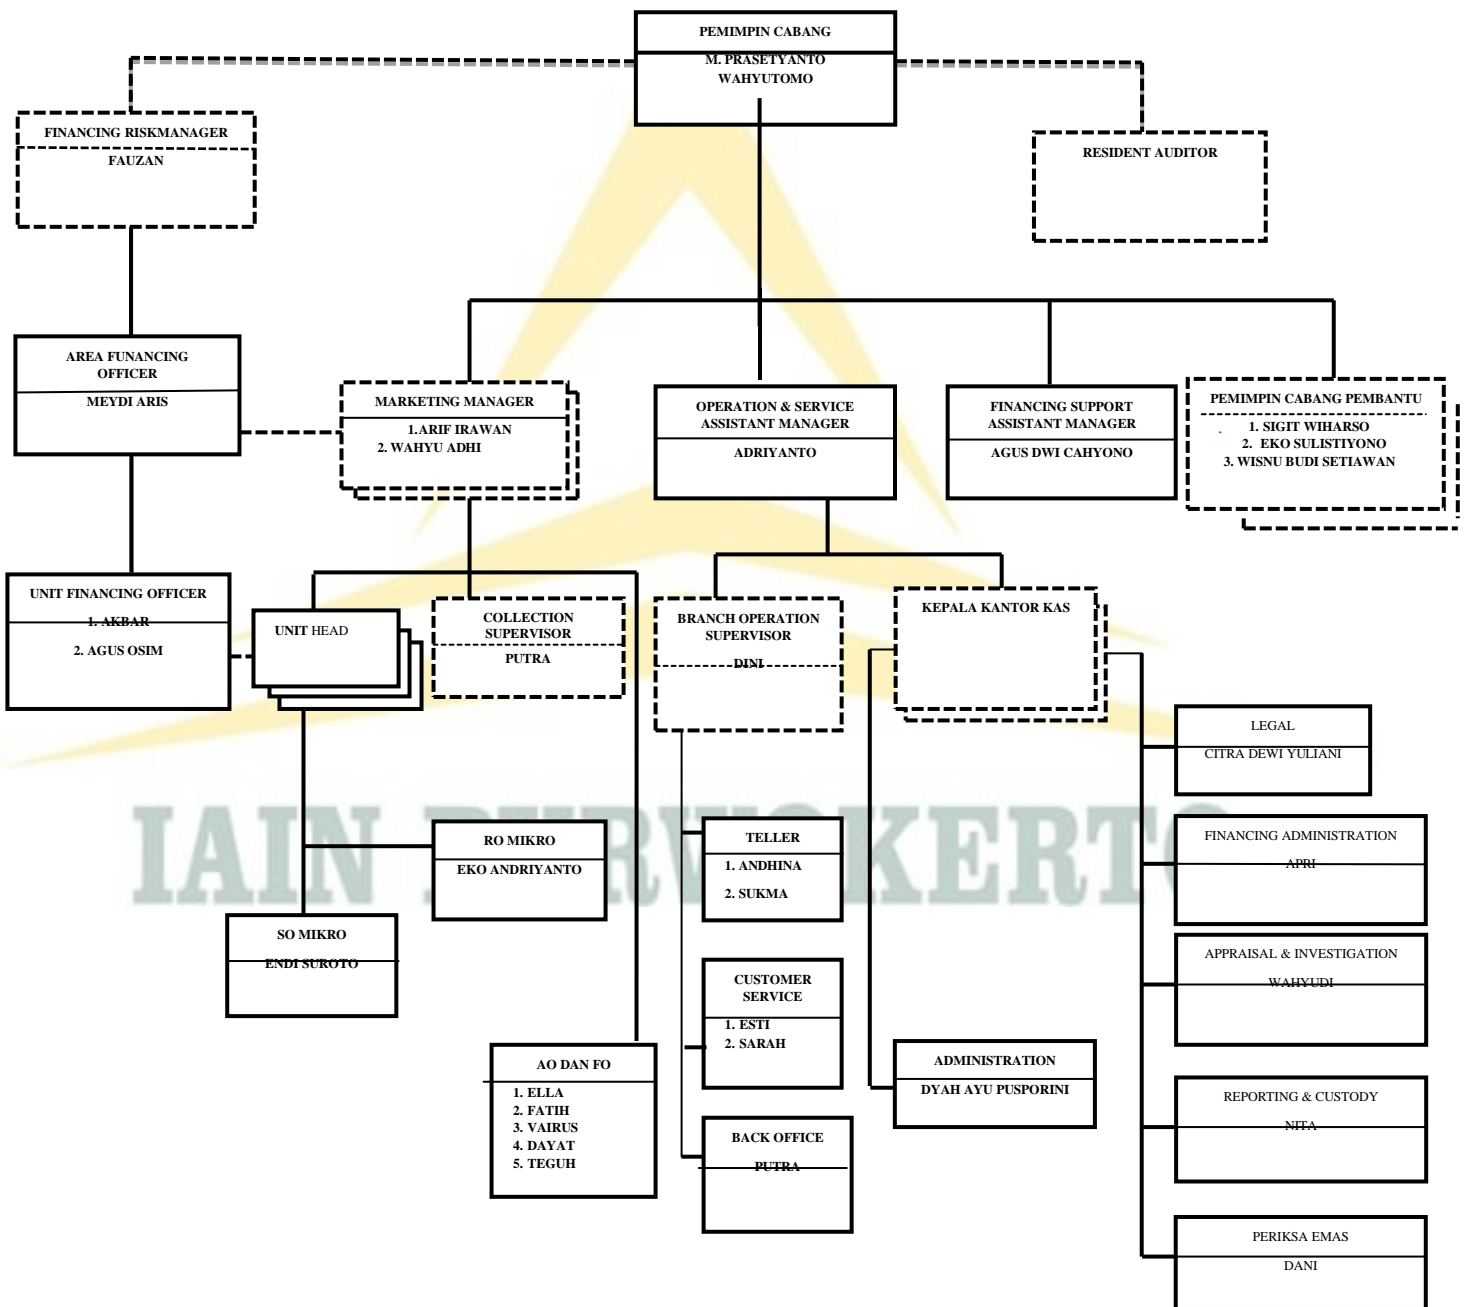 PEMIMPIN CABANG
M. PRASETYANTO
WAHYUTOMO
FINANCING RISKMANAGER
FAUZAN
RESIDENT AUDITOR
AREA FUNANCING
OFFICER
MEYDI ARIS
MARKETING MANAGER
1.ARIF IRAWAN
2. WAHYU ADHI
OPERATION & SERVICE
ASSISTANT MANAGER
ADRIYANTO
FINANCING SUPPORT
ASSISTANT MANAGER
AGUS DWI CAHYONO
PEMIMPIN CABANG PEMBANTU
1. SIGIT WIHARSO
2. EKO SULISTIYONO
3. WISNU BUDI SETIAWAN
UNIT FINANCING OFFICER
1. AKBAR
2. AGUS OSIM
UNIT HEAD
COLLECTION
SUPERVISOR
PUTRA
BRANCH OPERATION
SUPERVISOR
DINI
KEPALA KANTOR KAS
LEGAL
CITRA DEWI YULIANI
IAIN PURWOKERTO
RO MIKRO
EKO ANDRIYANTO
TELLER
1. ANDHINA
2. SUKMA
FINANCING ADMINISTRATION
APRI
SO MIKRO
ENDI SUROTO
CUSTOMER
SERVICE
1. ESTI
2. SARAH
APPRAISAL & INVESTIGATION
WAHYUDI
AO DAN FO
1. ELLA
2. FATIH
3. VAIRUS
4. DAYAT
5. TEGUH
ADMINISTRATION
DYAH AYU PUSPORINI
REPORTING & CUSTODY
NITA
BACK OFFICE
PUTRA
PERIKSA EMAS
DANI